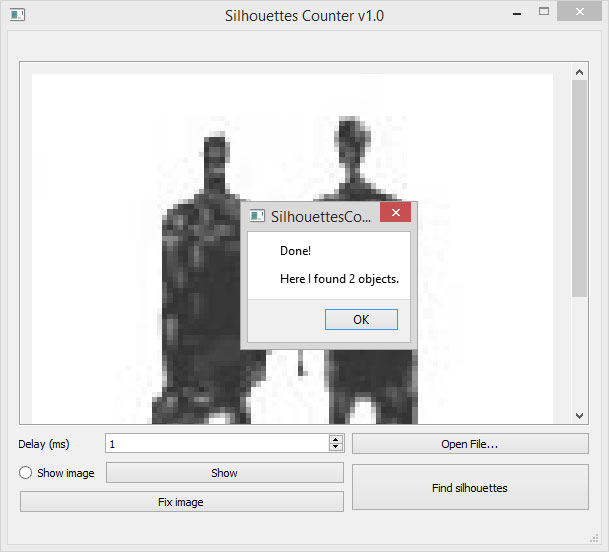 Silhouettes Counter v1.0
SilhouettesCo...
Done!
Here I found 2 objects.
OK
Delay (ms)
1
Open File...
Show image
Show
Find silhouettes
Fix image